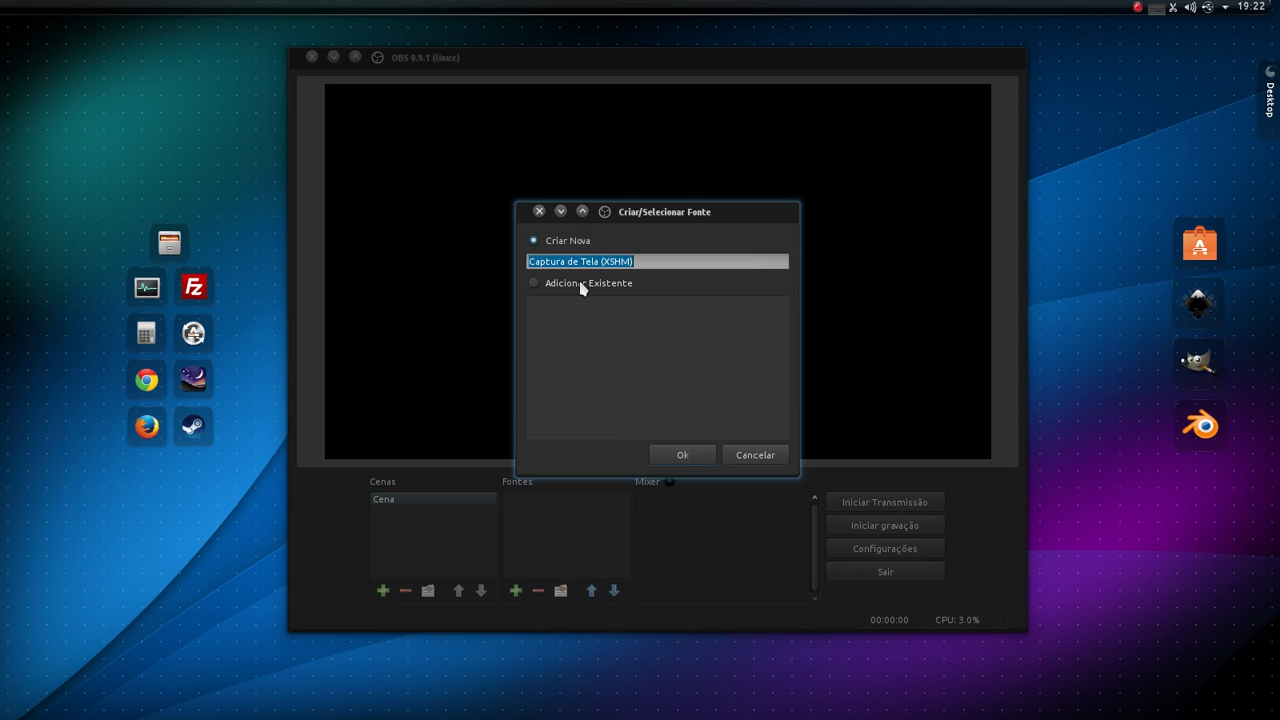 19:22
OBS 0.9.1 (linux)
Desktop
Criar/Selecionar Fonte
Criar Nova
Captura de Tela (XSHM)
Adicionar Existente
Ok
Cancelar
Cenas
Fontes
Mixer
Cena
Iniciar Transmissão
Iniciar gravação
Configurações
Sair
00:00:00
CPU: 3.0%